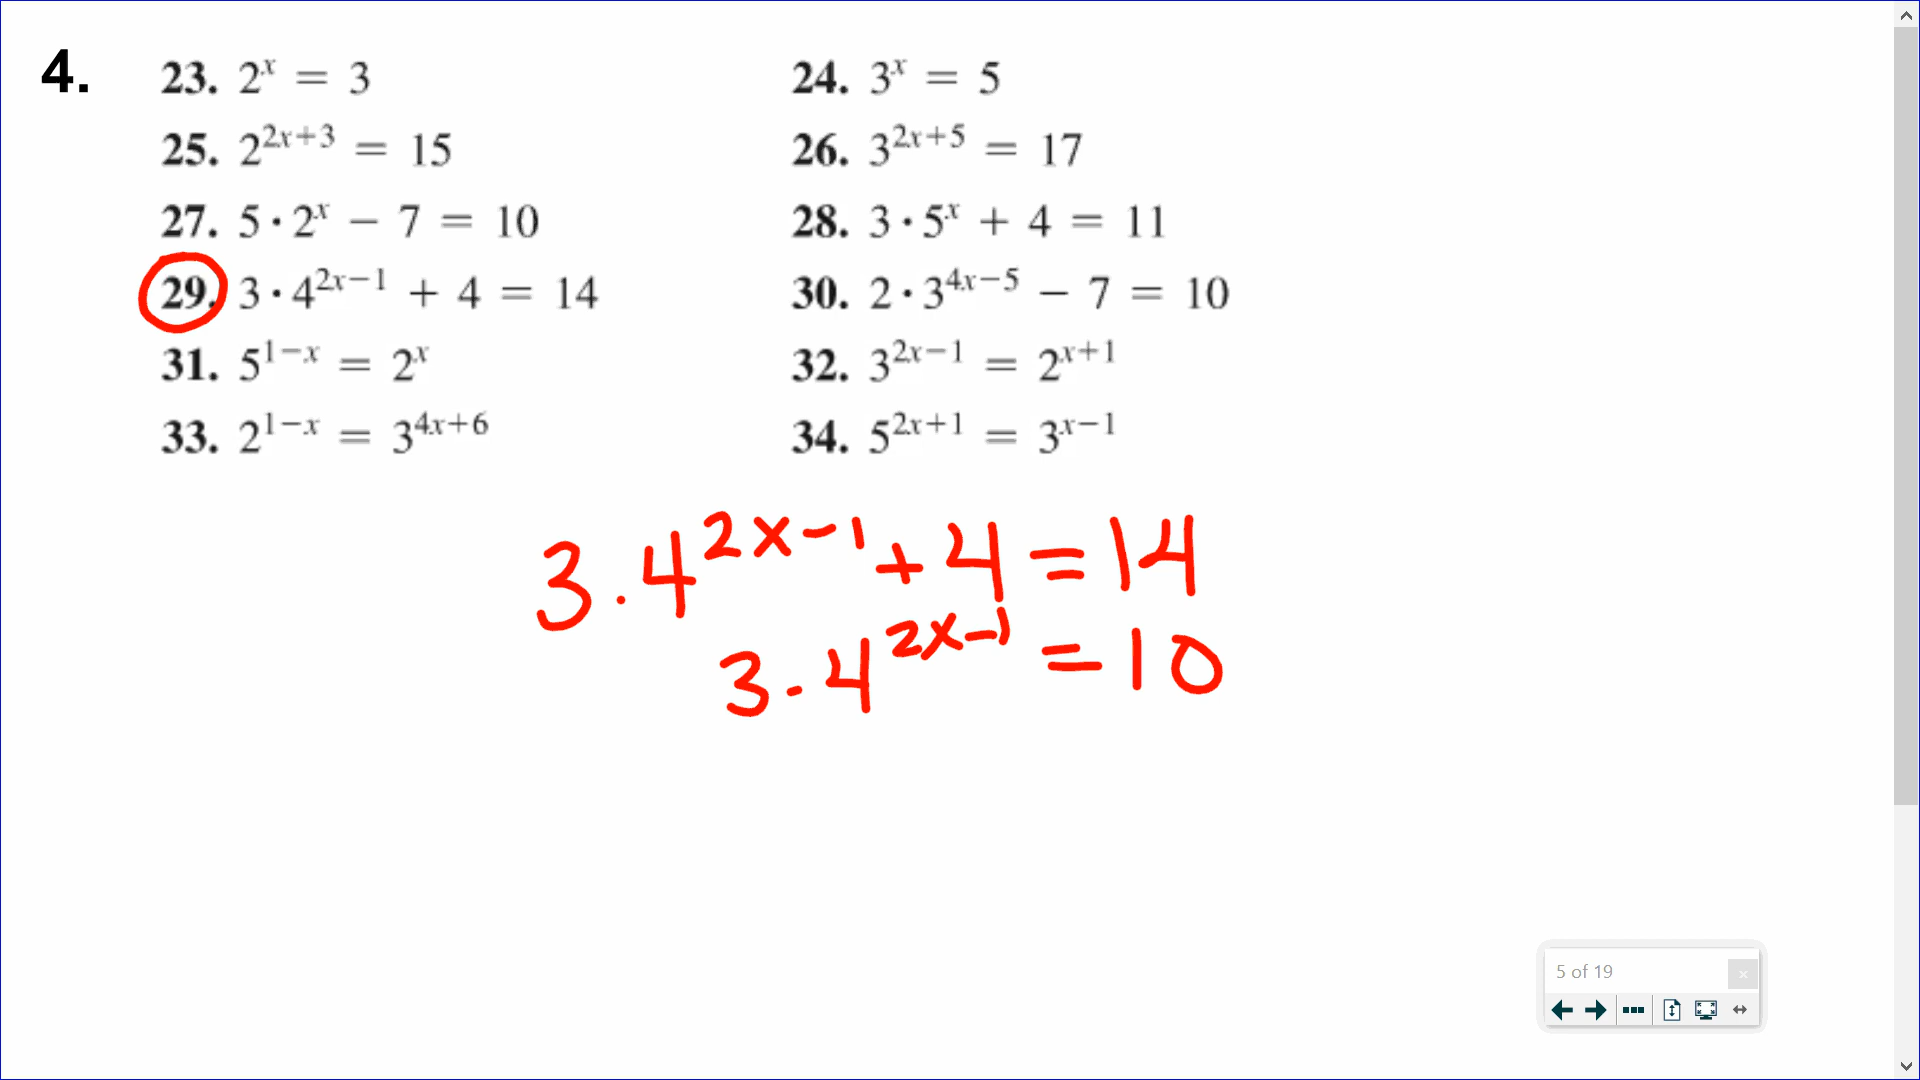 4.
23. 2^x = 3
24. 3^x = 5
25. 2^{2x+3} = 15
26. 3^{2x+5} = 17
27. 5 · 2^x − 7 = 10
28. 3 · 5^x + 4 = 11
29. 3 · 4^{2x−1} + 4 = 14
30. 2 · 3^{4x−5} − 7 = 10
31. 5^{1−x} = 2^x
32. 3^{2x−1} = 2^{x+1}
33. 2^{1−x} = 3^{4x+6}
34. 5^{2x+1} = 3^{x−1}
3 · 4^{2x−1} + 4 = 14
3 · 4^{2x−1} = 10
5 of 19